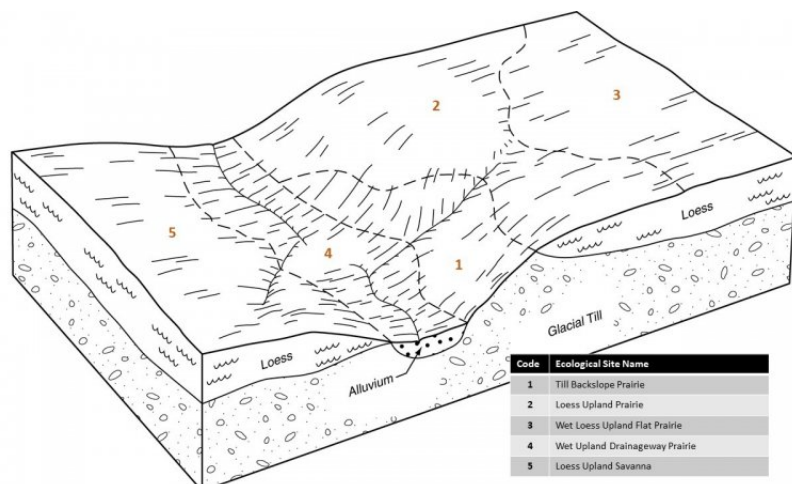 2
3
5
4
1
Loess
Glacial Till
Loess
Alluvium
Code Ecological Site Name
1 Till Backslope Prairie
2 Loess Upland Prairie
3 Wet Loess Upland Flat Prairie
4 Wet Upland Drainageway Prairie
5 Loess Upland Savanna